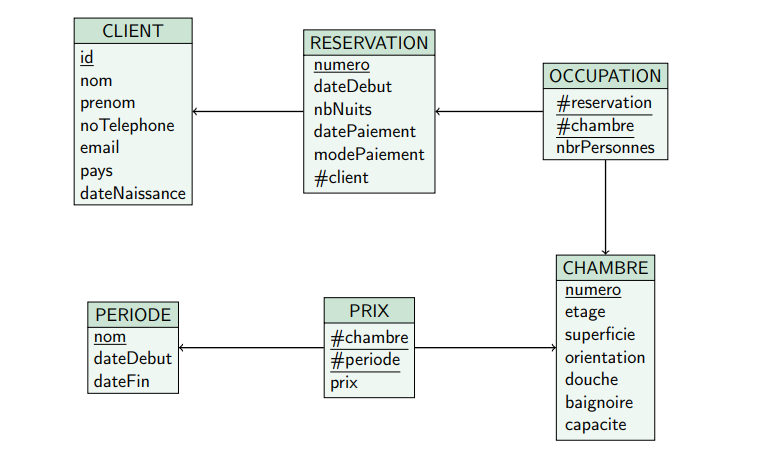 CLIENT
id
nom
prenom
noTelephone
email
pays
dateNaissance
RESERVATION
numero
dateDebut
nbNuits
datePaiement
modePaiement
#client
OCCUPATION
#reservation
#chambre
nbrPersonnes
PERIODE
nom
dateDebut
dateFin
PRIX
#chambre
#periode
prix
CHAMBRE
numero
etage
superficie
orientation
douche
baignoire
capacite